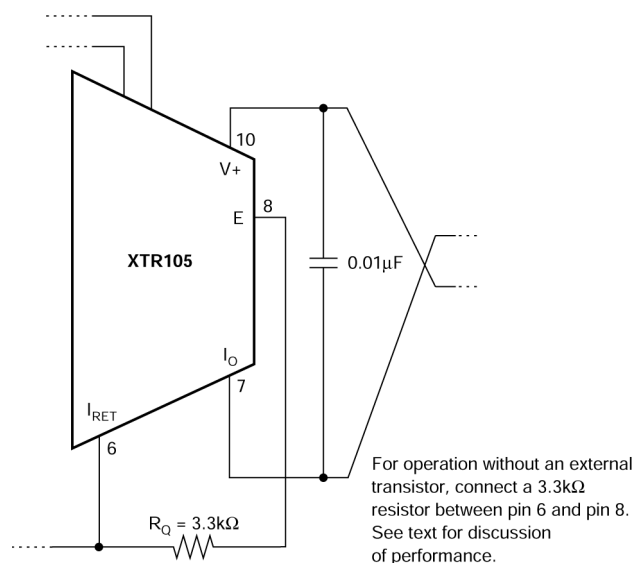 10
V+
8
E
XTR105
0.01µF
I_O
7
I_RET
6
R_Q = 3.3kΩ
For operation without an external
transistor, connect a 3.3kΩ
resistor between pin 6 and pin 8.
See text for discussion
of performance.